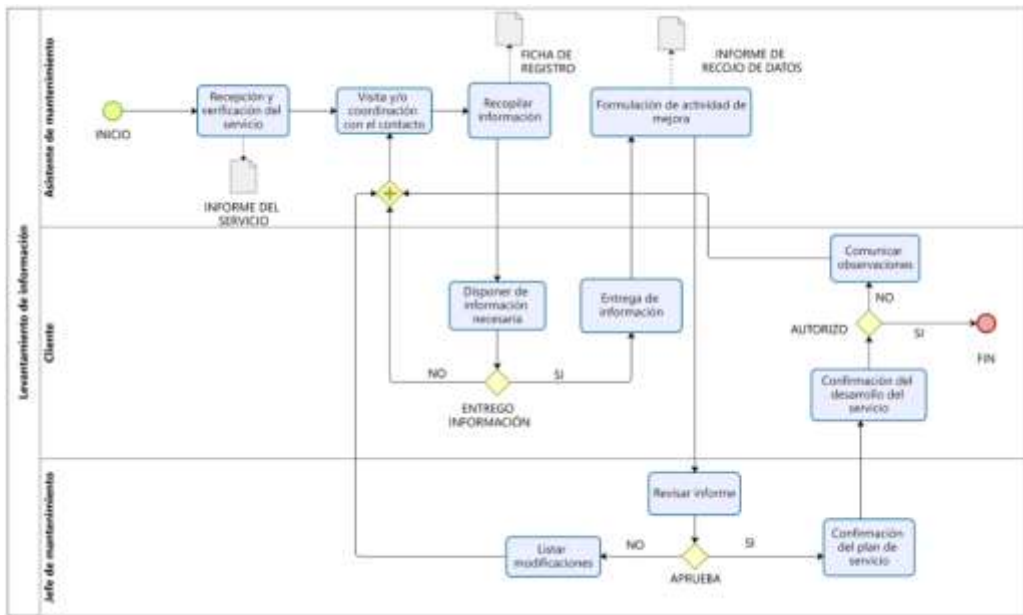 Levantamiento de información
Asistente de mantenimiento
INICIO
Recepción y
verificación del
servicio
INFORME DEL
SERVICIO
Visita y/o
coordinación
con el contacto
Recopilar
información
FICHA DE
REGISTRO
Formulación de actividad de
mejora
INFORME DE
RECOJO DE DATOS
Cliente
Disponer de
información
necesaria
NO
SI
ENTREGO
INFORMACIÓN
Entrega de
información
Comunicar
observaciones
NO
AUTORIZO
SI
FIN
Confirmación del
desarrollo del
servicio
Jefe de mantenimiento
Revisar informe
Listar
modificaciones
NO
SI
APRUEBA
Confirmación
del plan de
servicio